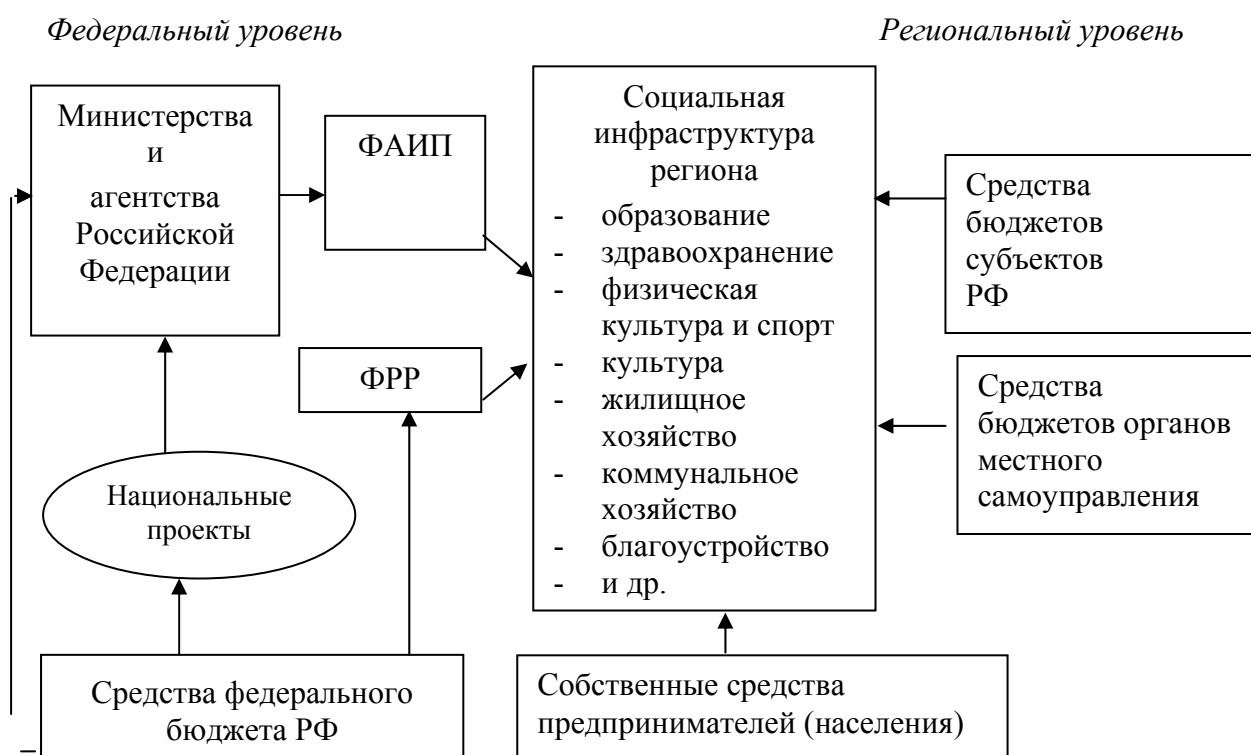 Федеральный уровень
Региональный уровень
Министерства
и
агентства
Российской
Федерации
ФАИП
ФРР
Национальные
проекты
Средства федерального
бюджета РФ
Социальная
инфраструктура
региона
- образование
- здравоохранение
- физическая
культура и спорт
- культура
- жилищное
хозяйство
- коммунальное
хозяйство
- благоустройство
- и др.
Собственные средства
предпринимателей (населения)
Средства
бюджетов
субъектов
РФ
Средства
бюджетов органов
местного
самоуправления